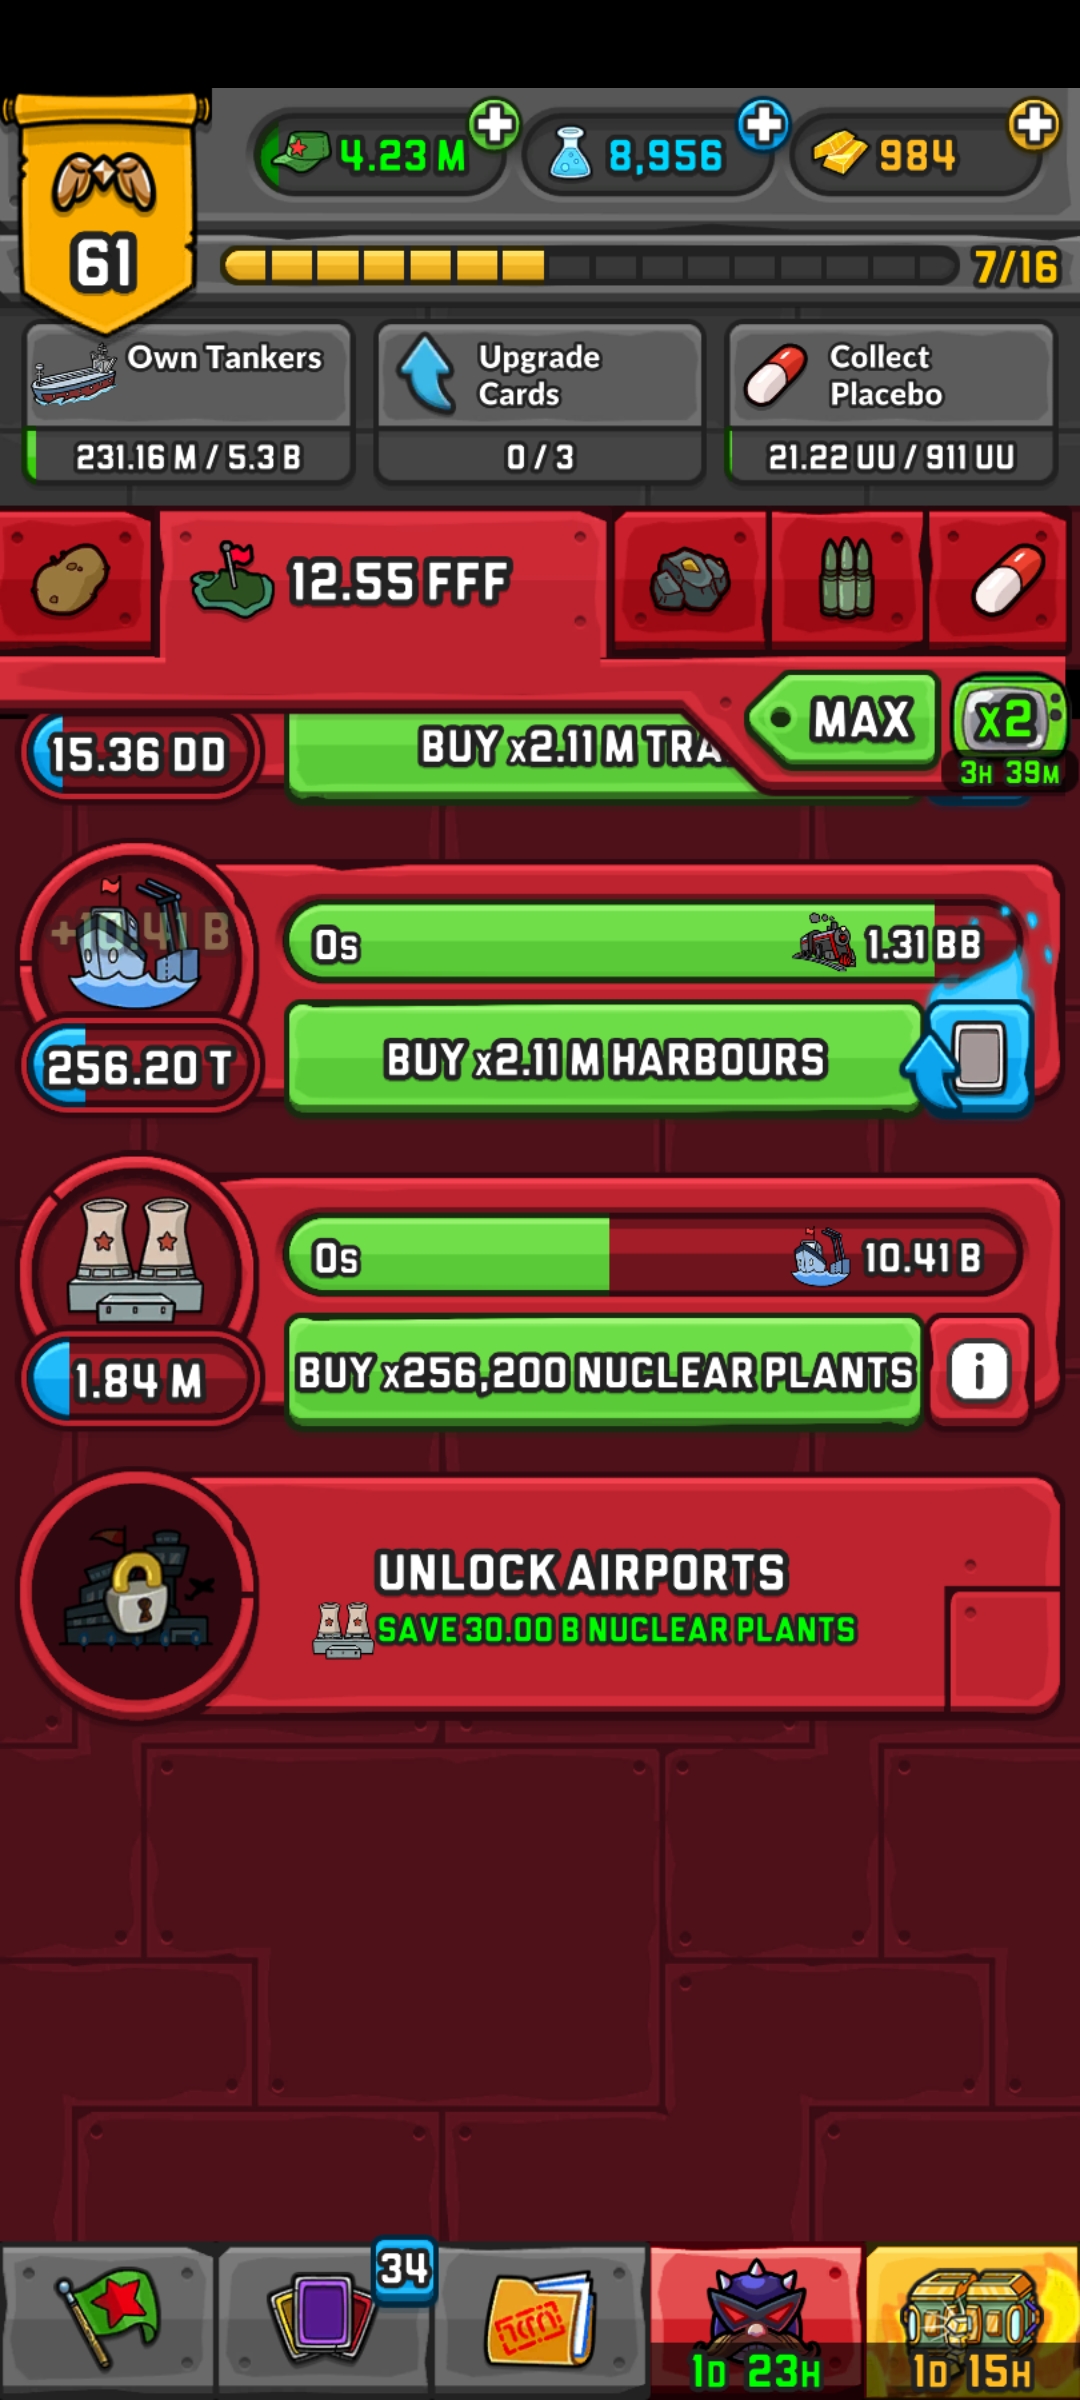 4.23 M
8,956
984
61
7/16
Own Tankers
231.16 M / 5.3 B
Upgrade
Cards
0 / 3
Collect
Placebo
21.22 UU / 911 UU
12.55 FFF
MAX
x2
3H 39M
15.36 DD
BUY x2.11 M TRA
+10.41 B
0s
1.31 BB
256.20 T
BUY x2.11 M HARBOURS
0s
10.41 B
1.84 M
BUY x256,200 NUCLEAR PLANTS
i
UNLOCK AIRPORTS
SAVE 30.00 B NUCLEAR PLANTS
34
1D 23H
1D 15H